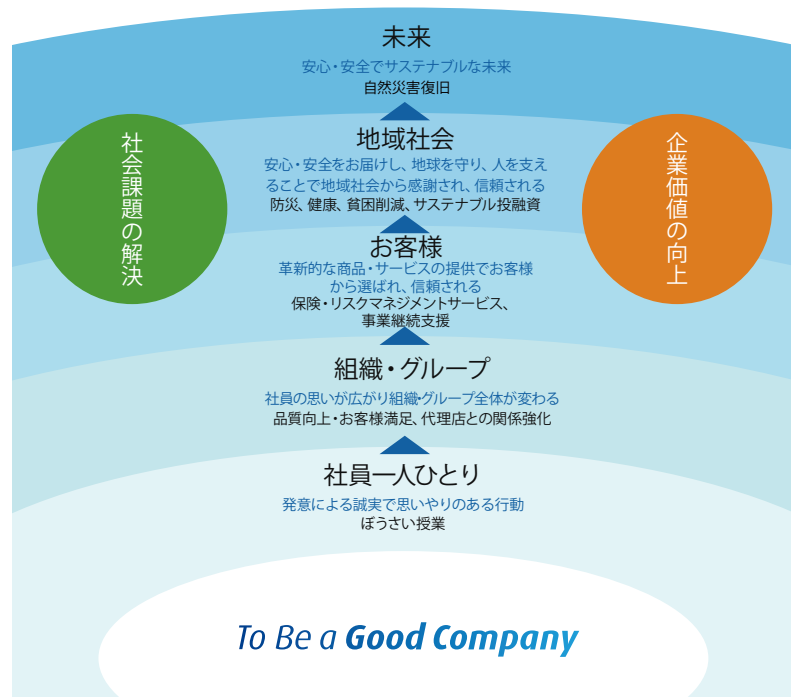 未来
安心・安全でサステナブルな未来
自然災害復旧
社会課題の解決
企業価値の向上
地域社会
安心・安全をお届けし、地球を守り、人を支え
ることで地域社会から感謝され、信頼される
防災、健康、貧困削減、サステナブル投融資
お客様
革新的な商品・サービスの提供でお客様
から選ばれ、信頼される
保険・リスクマネジメントサービス、
事業継続支援
組織・グループ
社員の思いが広がり組織・グループ全体が変わる
品質向上・お客様満足、代理店との関係強化
社員一人ひとり
発意による誠実で思いやりのある行動
ぼうさい授業
To Be a Good Company